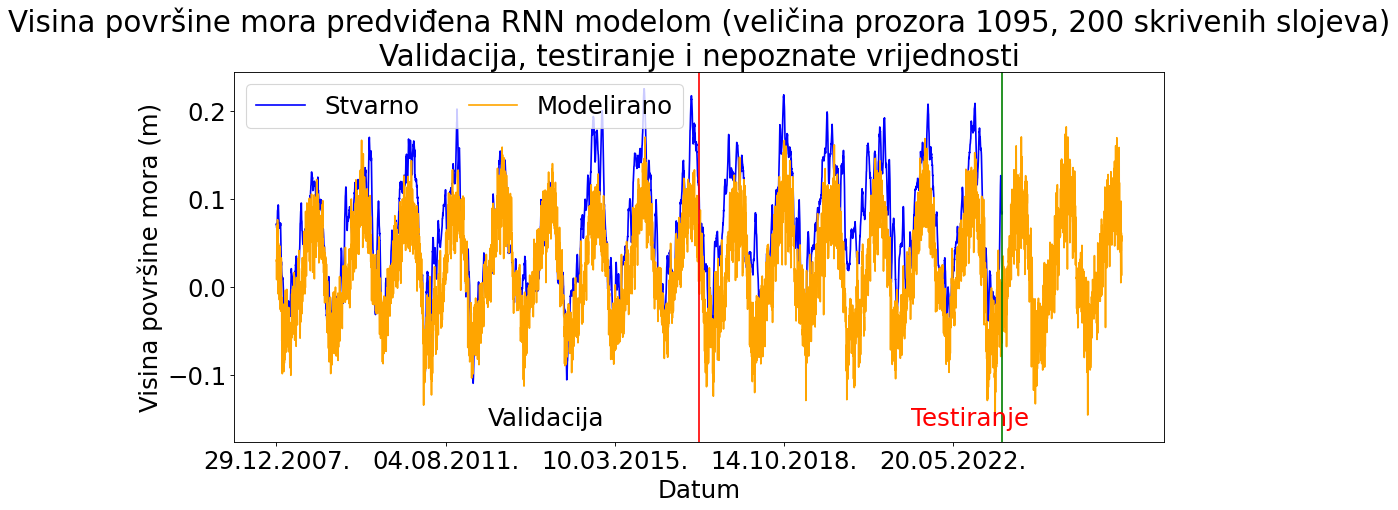 Visina površine mora predviđena RNN modelom (veličina prozora 1095, 200 skrivenih slojeva)
Validacija, testiranje i nepoznate vrijednosti
Stvarno
Modelirano
Visina površine mora (m)
0.2
0.1
0.0
−0.1
Validacija
Testiranje
29.12.2007.
04.08.2011.
10.03.2015.
14.10.2018.
20.05.2022.
Datum